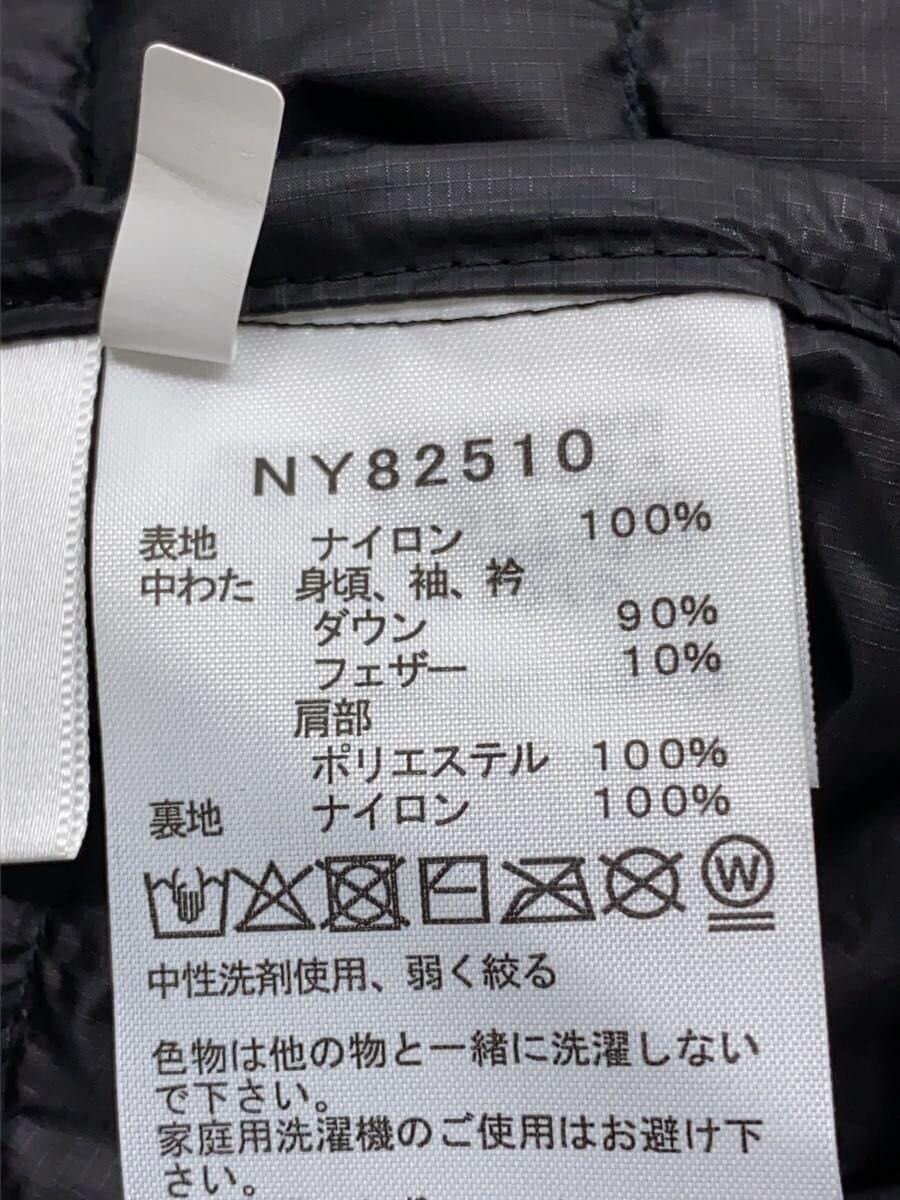 NY82510
表地 ナイロン 100%
中わた 身頃、袖、衿
ダウン 90%
フェザー 10%
肩部
ポリエステル 100%
裏地 ナイロン 100%
W
中性洗剤使用、弱く絞る
色物は他の物と一緒に洗濯しない
で下さい。
家庭用洗濯機のご使用はお避け下
さい。